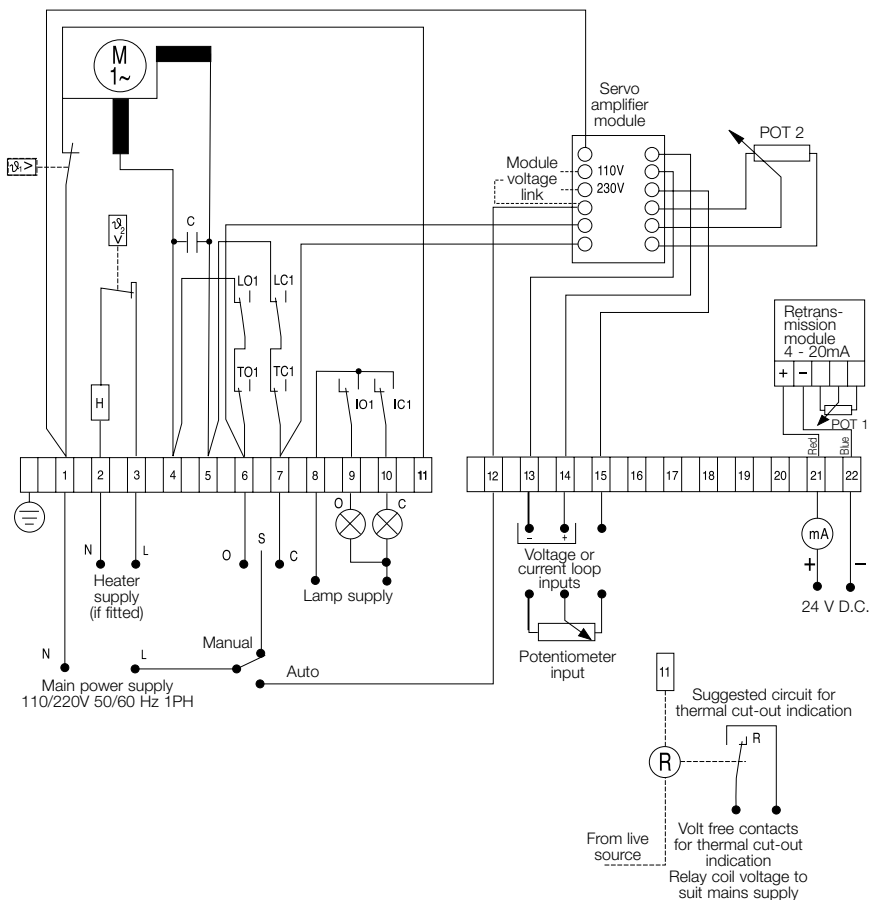 M
1~
Servo
amplifier
module
POT 2
Module
voltage
link
110V
230V
ϑ1>
ϑ2
>
C
LO1
LC1
TO1
TC1
IO1
IC1
H
Retrans-
mission
module
4 - 20mA
+ −
POT 1
Red
Blue
1 2 3 4 5 6 7 8 9 10 11
12 13 14 15 16 17 18 19 20 21 22
N L
Heater
supply
(if fitted)
O S C
O C
Lamp supply
− +
Voltage or
current loop
inputs
mA
+ −
24 V D.C.
Manual
N L
Auto
Main power supply
110/220V 50/60 Hz 1PH
Potentiometer
input
11
Suggested circuit for
thermal cut-out indication
R
R
From live
source
Volt free contacts
for thermal cut-out
indication
Relay coil voltage to
suit mains supply